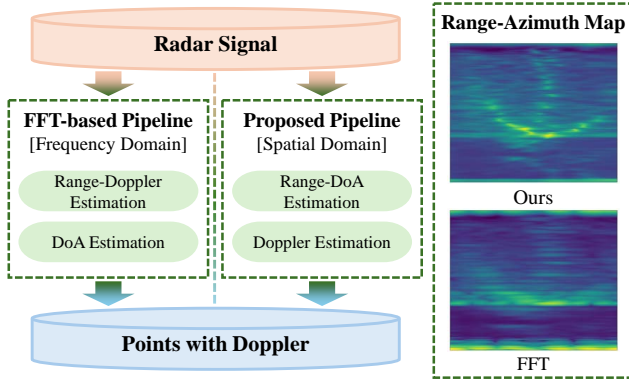 Radar Signal
FFT-based Pipeline
[Frequency Domain]
Range-Doppler
Estimation
DoA Estimation
Proposed Pipeline
[Spatial Domain]
Range-DoA
Estimation
Doppler Estimation
Points with Doppler
Range-Azimuth Map
Ours
FFT